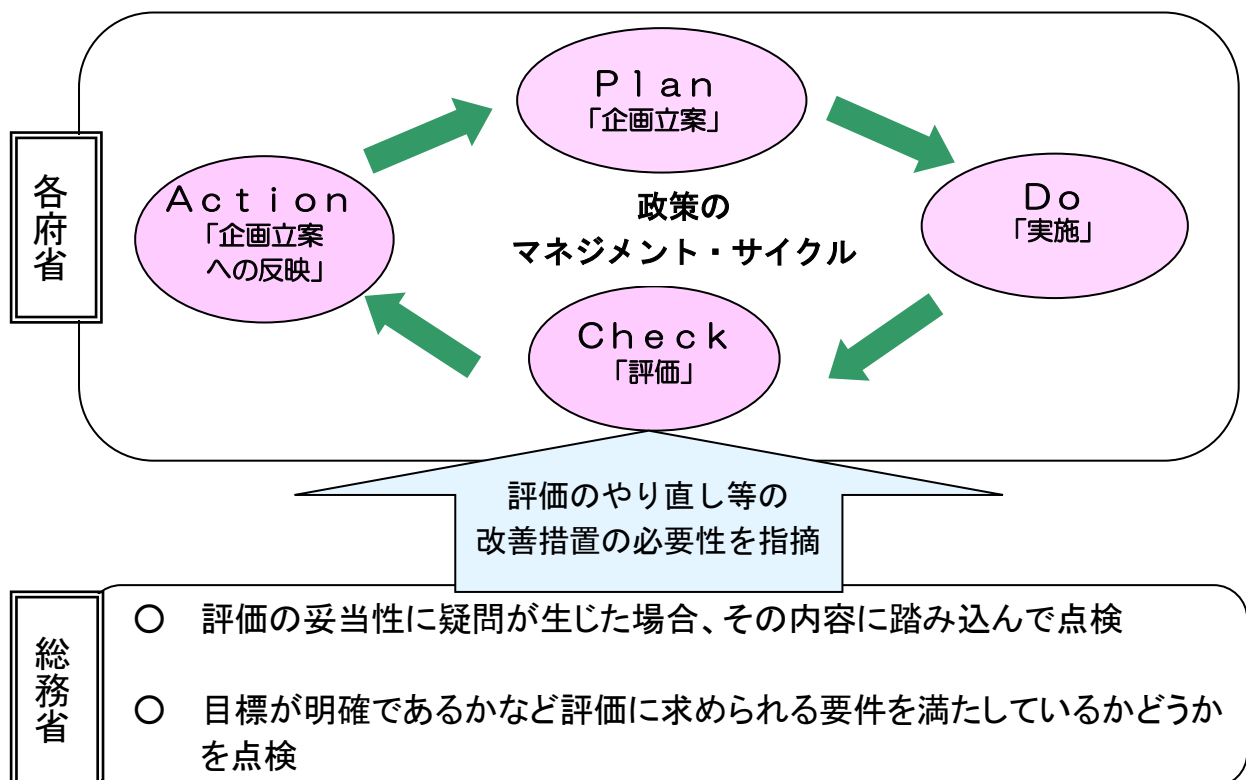 各府省
Ｐｌａｎ
「企画立案」
Ａｃｔｉｏｎ
「企画立案
への反映」
政策の
マネジメント・サイクル
Ｄｏ
「実施」
Ｃｈｅｃｋ
「評価」
評価のやり直し等の
改善措置の必要性を指摘
総務省
○　評価の妥当性に疑問が生じた場合、その内容に踏み込んで点検
○　目標が明確であるかなど評価に求められる要件を満たしているかどうか
を点検